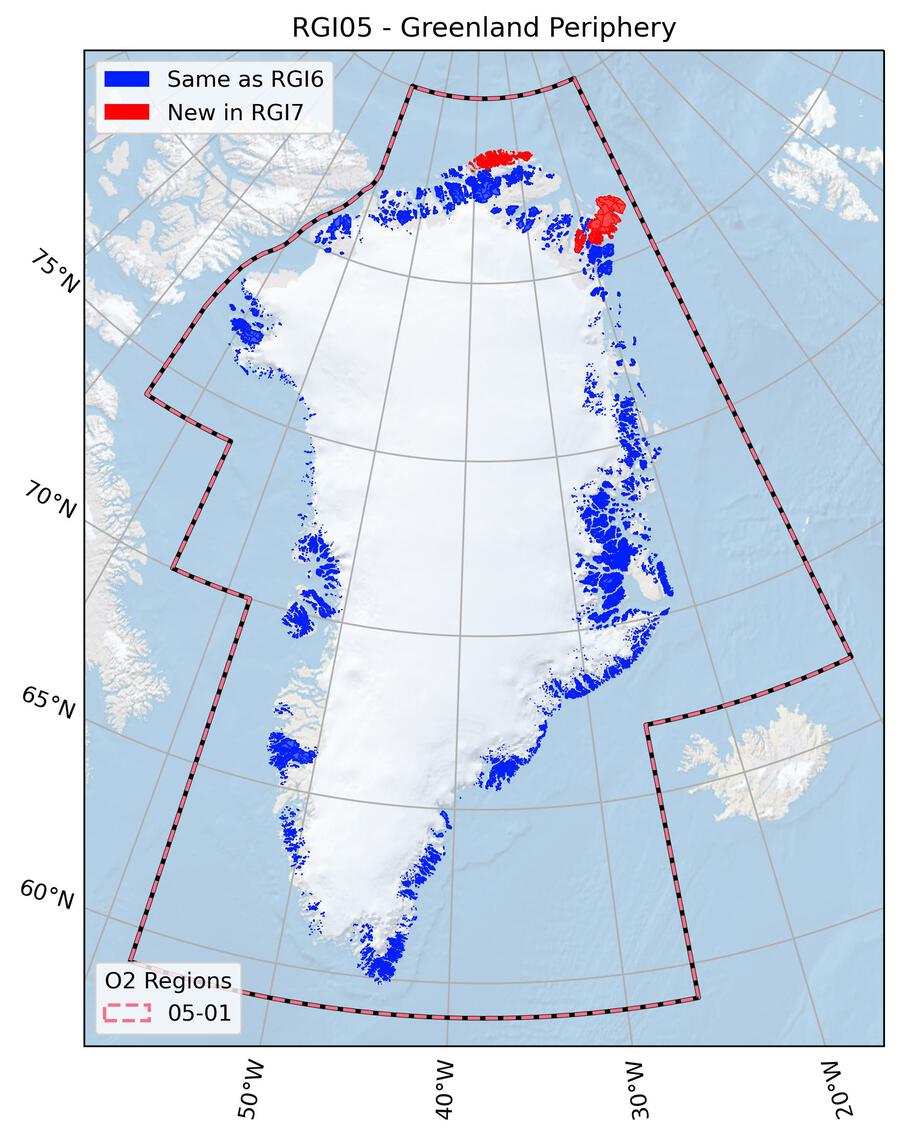 RGI05 - Greenland Periphery
Same as RGI6
New in RGI7
75°N
70°N
65°N
60°N
O2 Regions
05-01
50°W
40°W
30°W
20°W